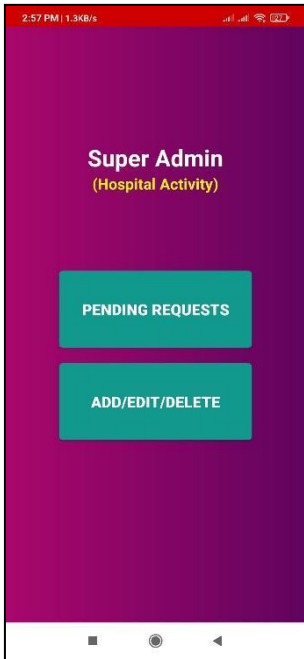 2:57 PM | 1.3KB/s
Super Admin
(Hospital Activity)
PENDING REQUESTS
ADD/EDIT/DELETE